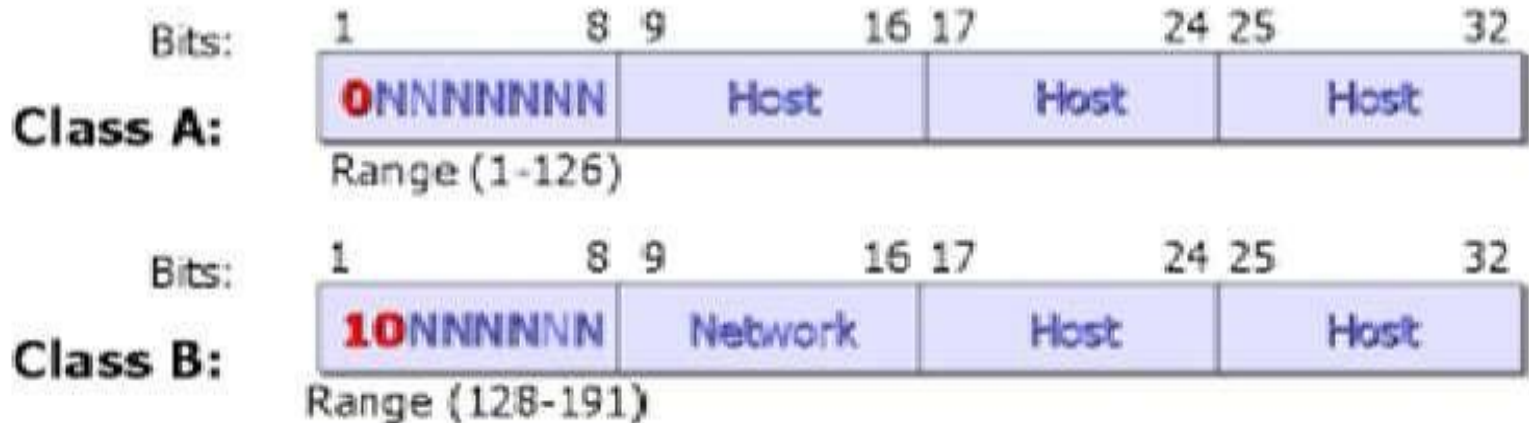 Bits: 1 8 9 16 17 24 25 32
Class A: 0NNNNNNN Host Host Host
Range (1-126)
Bits: 1 8 9 16 17 24 25 32
Class B: 10NNNNNN Network Host Host
Range (128-191)